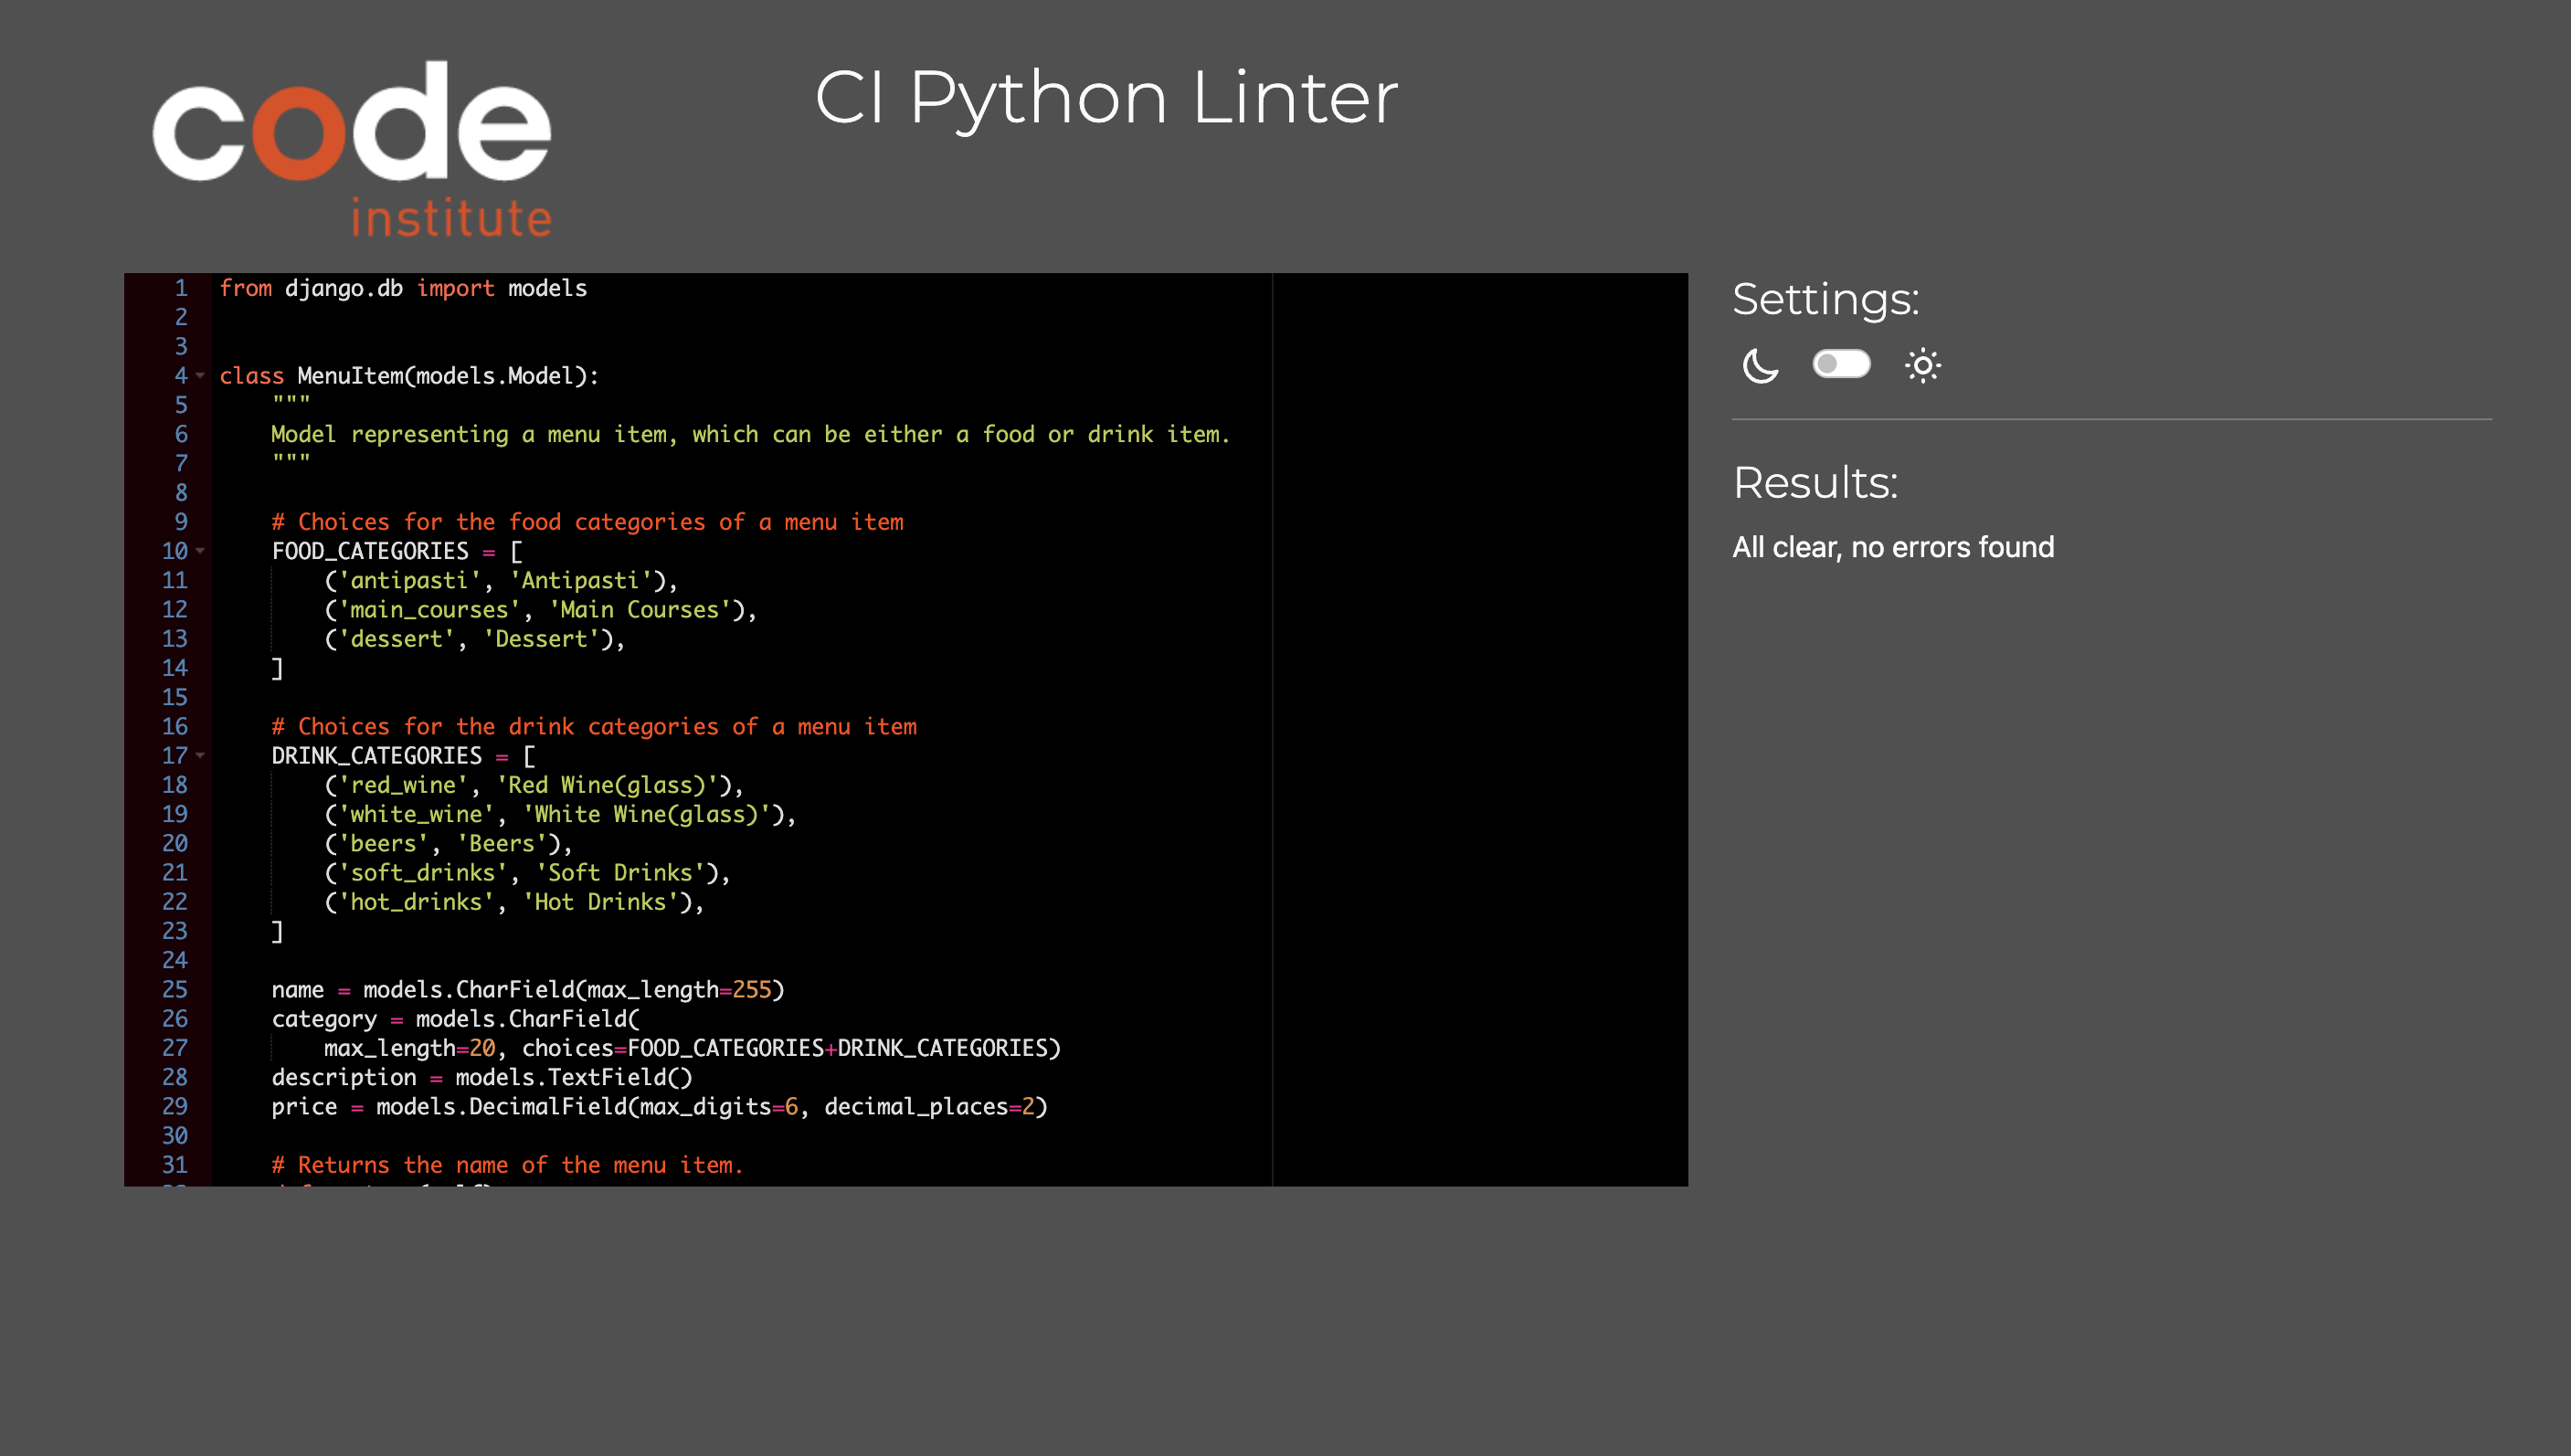 code
institute
CI Python Linter
1 from django.db import models
2
3
4 class MenuItem(models.Model):
5     """
6     Model representing a menu item, which can be either a food or drink item.
7     """
8
9     # Choices for the food categories of a menu item
10     FOOD_CATEGORIES = [
11         ('antipasti', 'Antipasti'),
12         ('main_courses', 'Main Courses'),
13         ('dessert', 'Dessert'),
14     ]
15
16     # Choices for the drink categories of a menu item
17     DRINK_CATEGORIES = [
18         ('red_wine', 'Red Wine(glass)'),
19         ('white_wine', 'White Wine(glass)'),
20         ('beers', 'Beers'),
21         ('soft_drinks', 'Soft Drinks'),
22         ('hot_drinks', 'Hot Drinks'),
23     ]
24
25     name = models.CharField(max_length=255)
26     category = models.CharField(
27         max_length=20, choices=FOOD_CATEGORIES+DRINK_CATEGORIES)
28     description = models.TextField()
29     price = models.DecimalField(max_digits=6, decimal_places=2)
30
31     # Returns the name of the menu item.
Settings:
Results:
All clear, no errors found